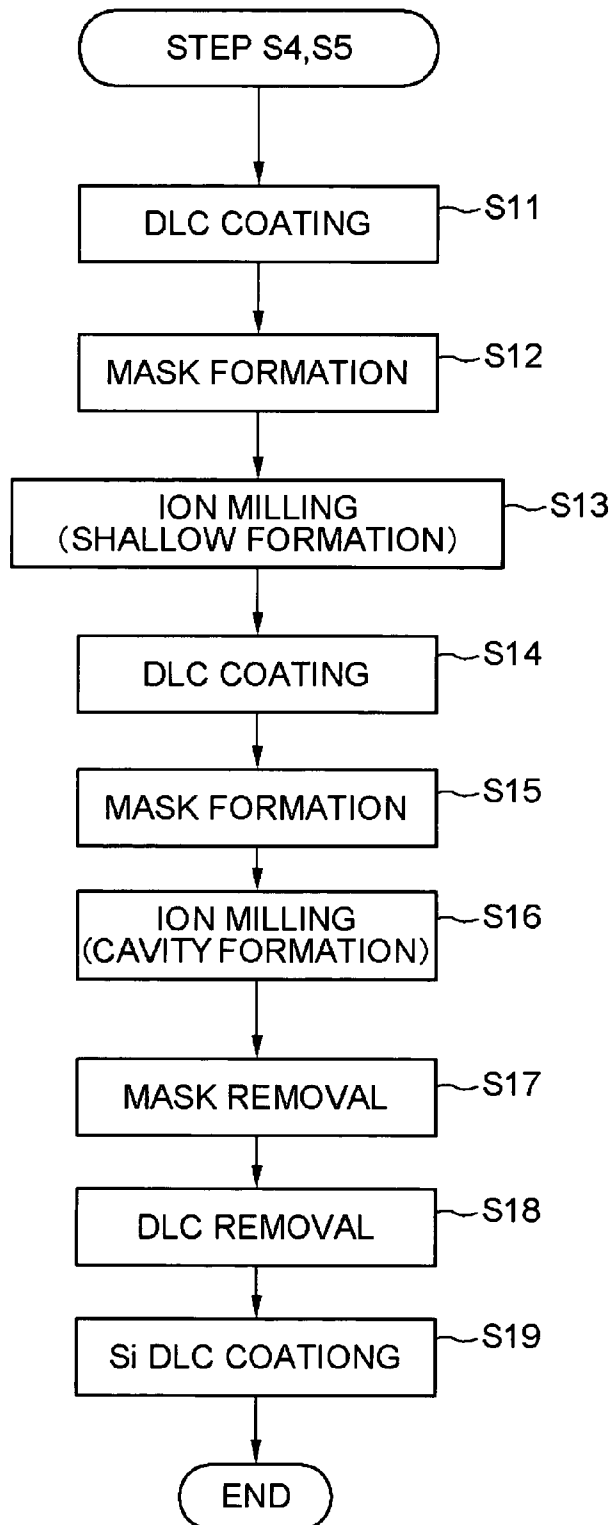 STEP S4,S5
DLC COATING
S11
MASK FORMATION
S12
ION MILLING
(SHALLOW FORMATION)
S13
DLC COATING
S14
MASK FORMATION
S15
ION MILLING
(CAVITY FORMATION)
S16
MASK REMOVAL
S17
DLC REMOVAL
S18
Si DLC COATIONG
S19
END